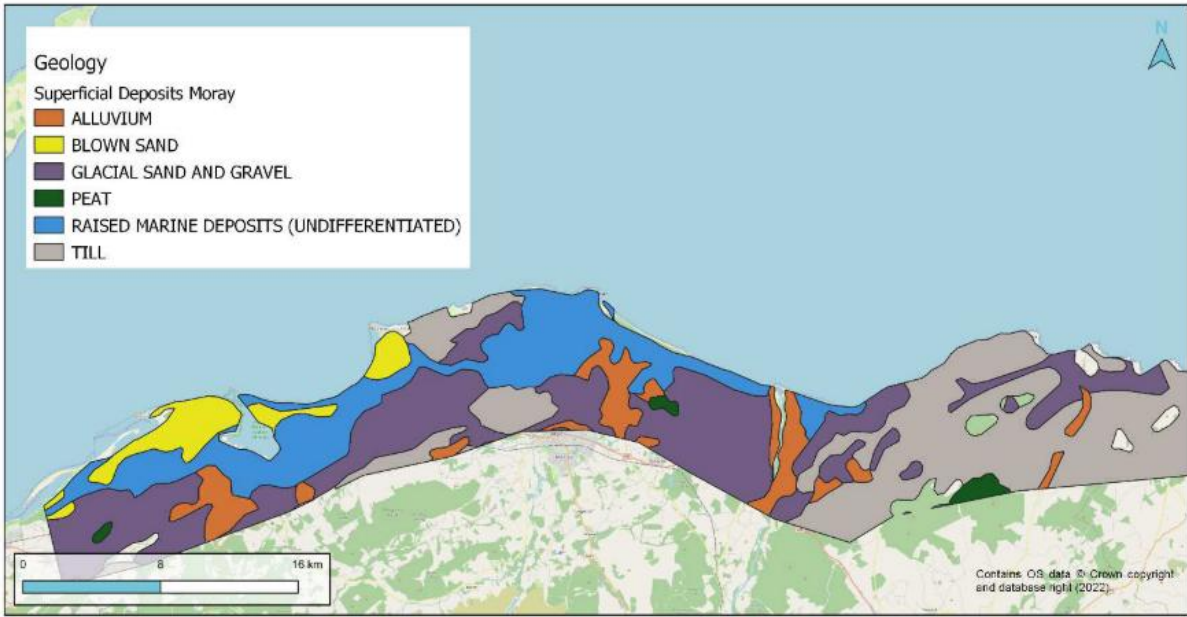 Geology
Superficial Deposits Moray
ALLUVIUM
BLOWN SAND
GLACIAL SAND AND GRAVEL
PEAT
RAISED MARINE DEPOSITS (UNDIFFERENTIATED)
TILL
N
0 8 16 km
Contains OS data © Crown copyright
and database right (2022)